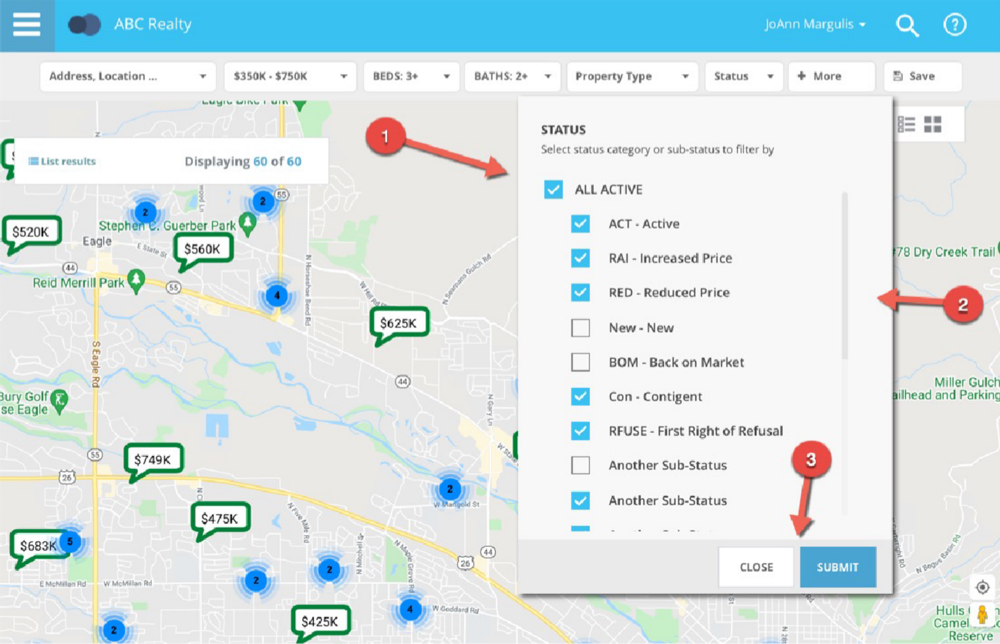 ABC Realty
JoAnn Margulis
Address, Location ...
$350K - $750K
BEDS: 3+
BATHS: 2+
Property Type
Status
+ More
Save
N
List results
Displaying 60 of 60
1
STATUS
Select status category or sub-status to filter by
ALL ACTIVE
ACT - Active
RAI - Increased Price
RED - Reduced Price
New - New
BOM - Back on Market
Con - Contigent
RFUSE - First Right of Refusal
Another Sub-Status
Another Sub-Status
CLOSE
SUBMIT
2
3
2
2
55
Stephen C. Guerber Park
$520K
Eagle
E State St
$560K
44
Reid Merrill Park
55
4
N Horseshoe Bend Rd
W Hill Rd
N Seamans Gulch Rd
$625K
#78 Dry Creek Trail
S Eagle Rd
44
Miller Gulch
ailhead and Parking
Bury Golf
se Eagle
N Gary Ln
W State
55
$749K
26
2
W Marigold St
$475K
N Five Mile Rd
$683K
5
N Mitchell St
N Maple Grove Rd
44
26
2
2
E McMillan Rd
W McMillan Rd
4
W Goddard Rd
$425K
2
N Cartwright Rd
N Bogus Basin Rd
Rd
St
N 28
Hulls
Camel
Reserve